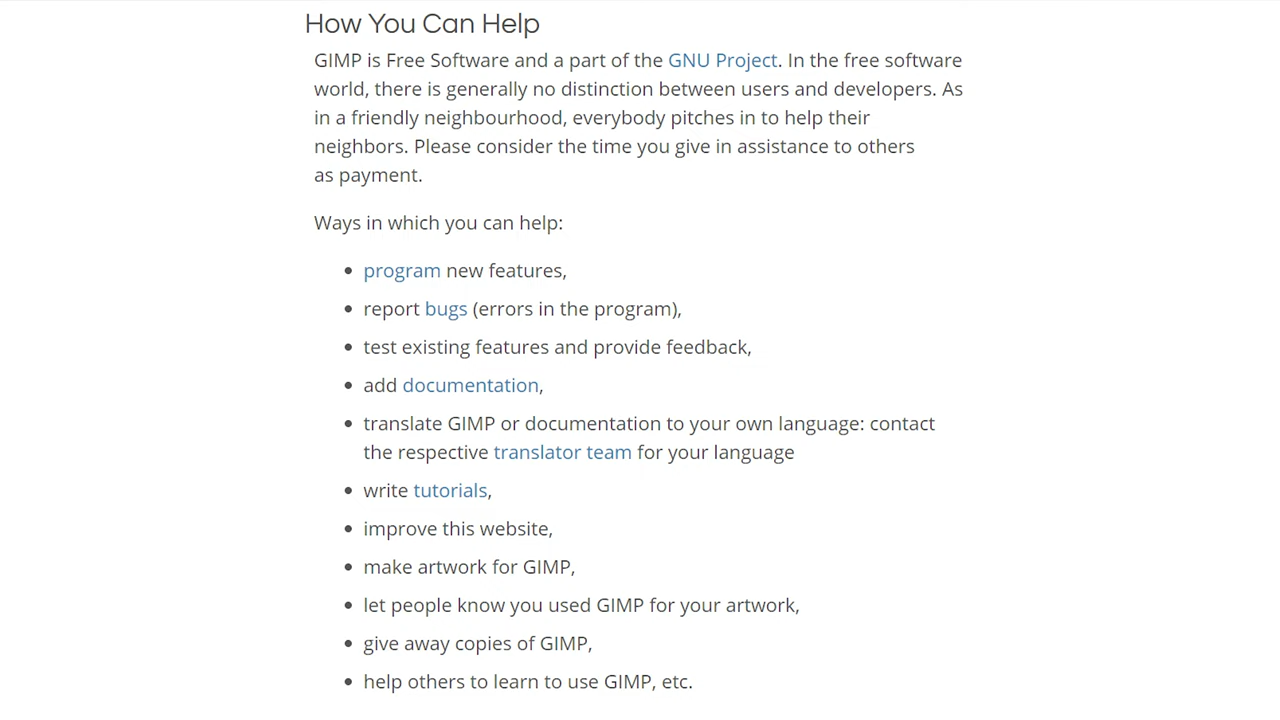 How You Can Help
GIMP is Free Software and a part of the GNU Project. In the free software
world, there is generally no distinction between users and developers. As
in a friendly neighbourhood, everybody pitches in to help their
neighbors. Please consider the time you give in assistance to others
as payment.
Ways in which you can help:
• program new features,
• report bugs (errors in the program),
• test existing features and provide feedback,
• add documentation,
• translate GIMP or documentation to your own language: contact
the respective translator team for your language
• write tutorials,
• improve this website,
• make artwork for GIMP,
• let people know you used GIMP for your artwork,
• give away copies of GIMP,
• help others to learn to use GIMP, etc.